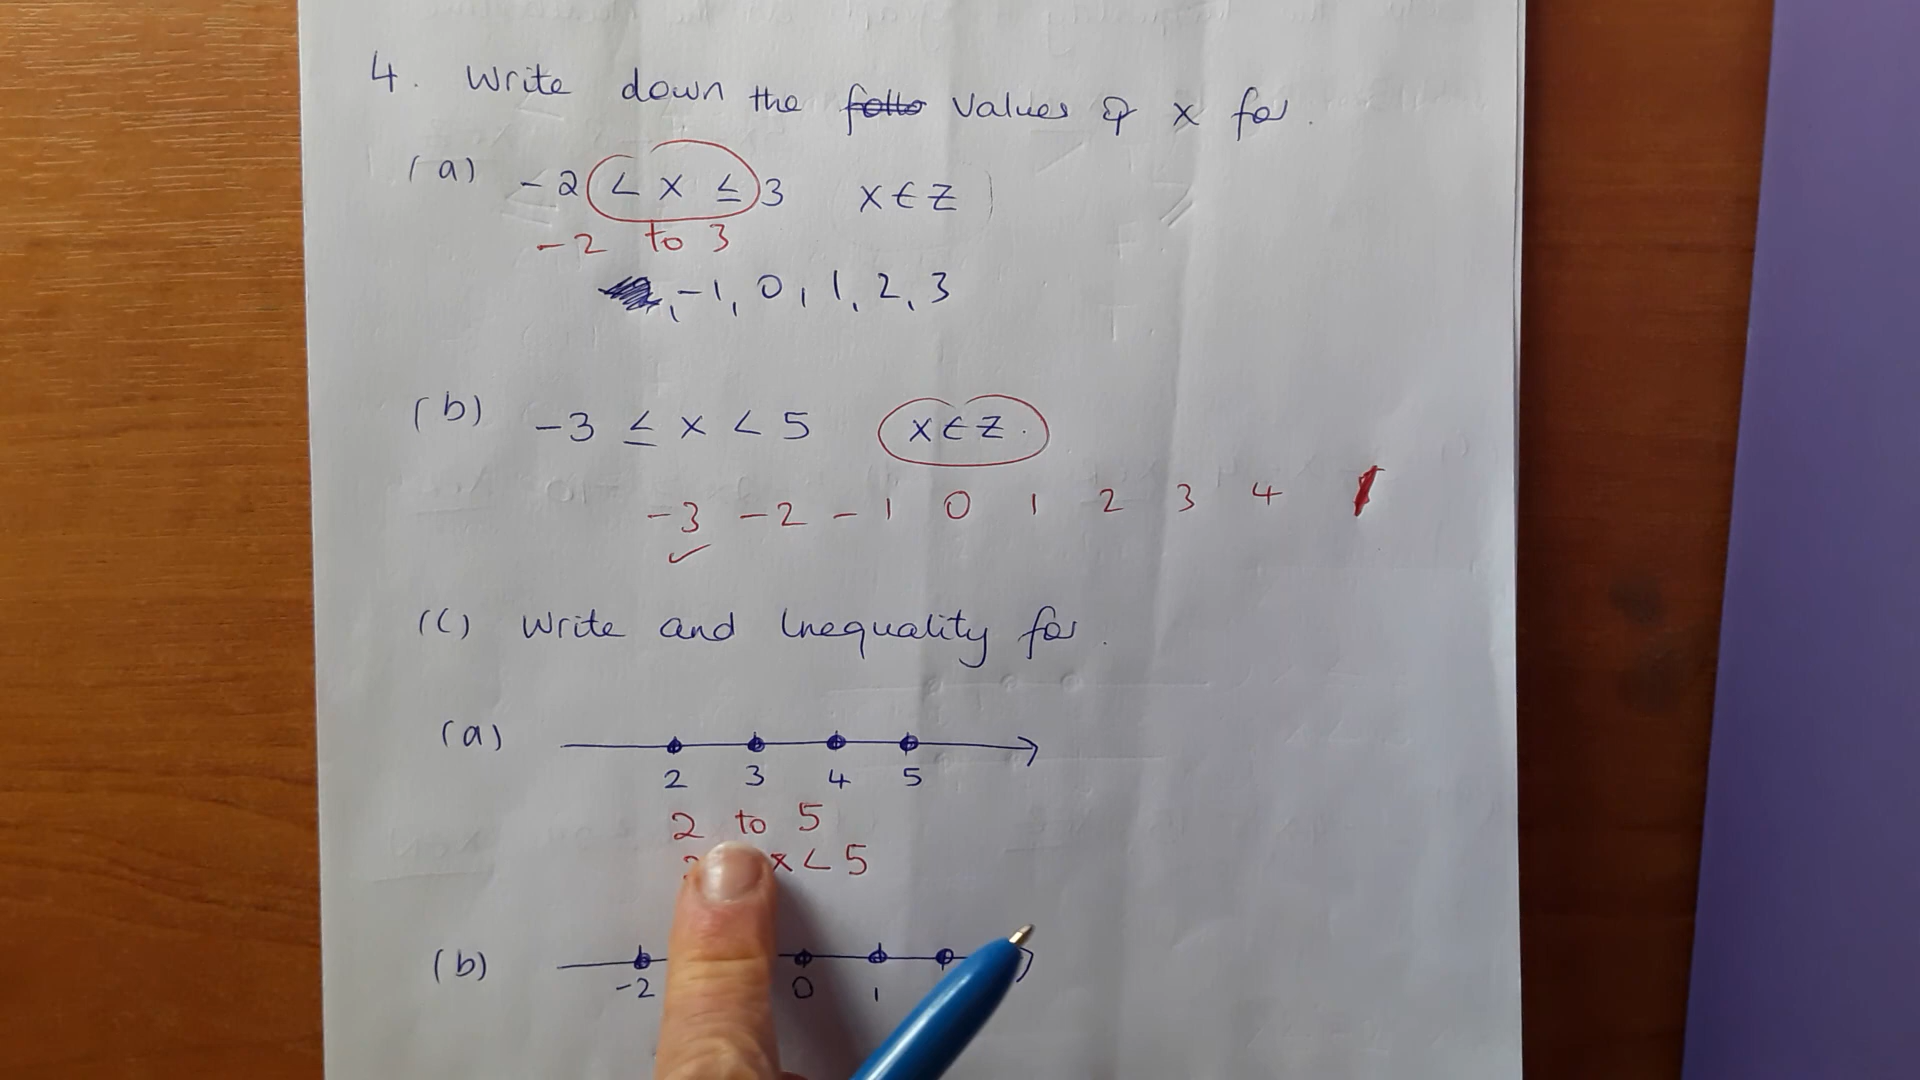 4. Write down the follo values of x for.
(a) -2 < x ≤ 3 x ∈ Z
-2 to 3
, -1, 0, 1, 2, 3
(b) -3 ≤ x < 5 x ∈ Z.
-3 -2 -1 0 1 2 3 4
(c) Write and Inequality for.
(a)
2 3 4 5
2 to 5
x < 5
(b)
-2 0 1